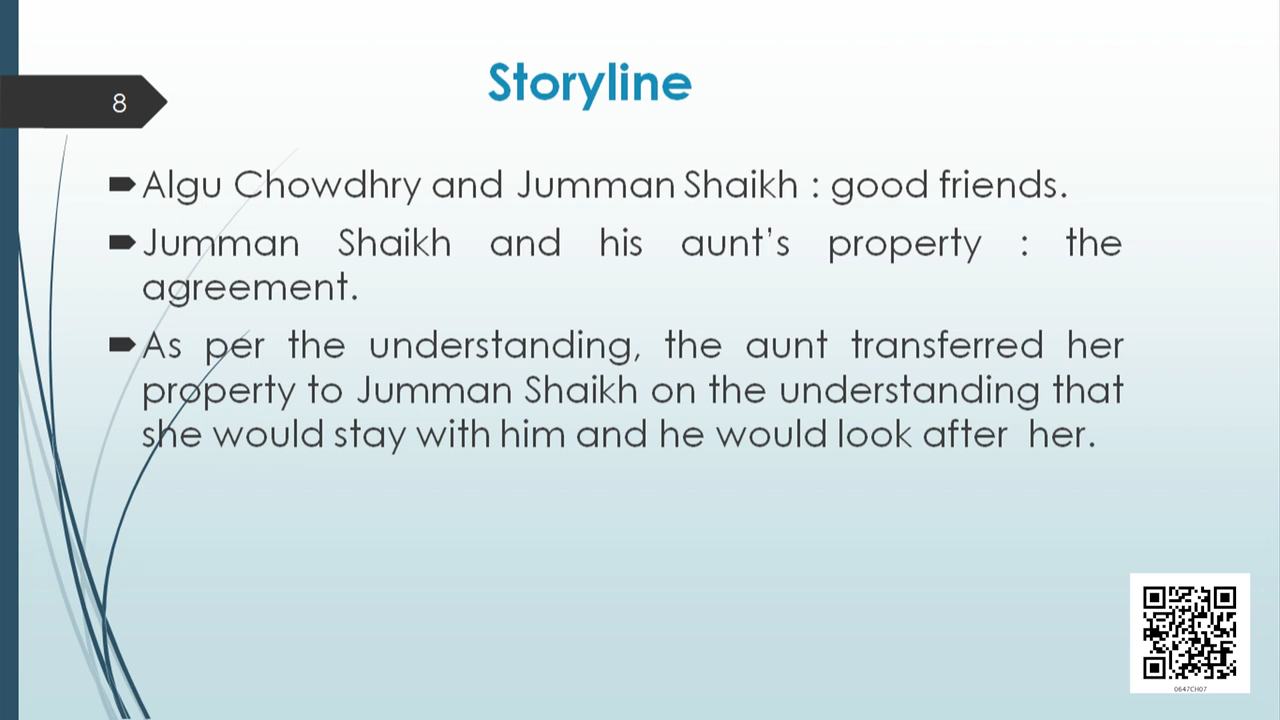 Storyline
8
Algu Chowdhry and Jumman Shaikh : good friends.
Jumman Shaikh and his aunt's property : the
agreement.
As per the understanding, the aunt transferred her
property to Jumman Shaikh on the understanding that
she would stay with him and he would look after her.
0647CH07